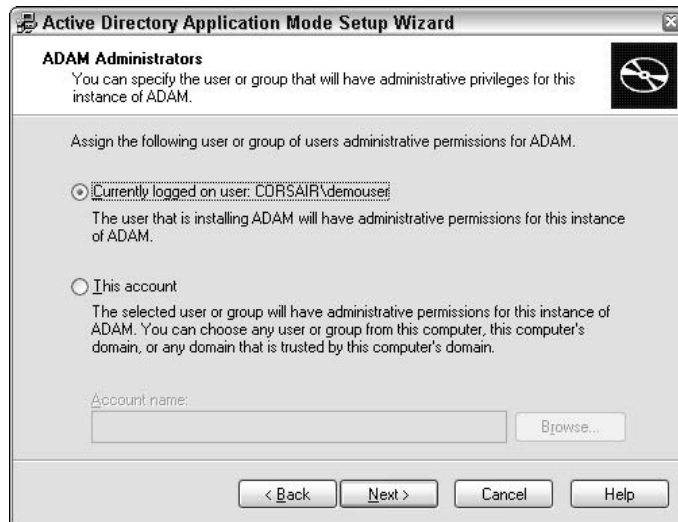 Active Directory Application Mode Setup Wizard
ADAM Administrators
You can specify the user or group that will have administrative privileges for this
instance of ADAM.
Assign the following user or group of users administrative permissions for ADAM.
Currently logged on user: CORSAIR\demouser
The user that is installing ADAM will have administrative permissions for this instance
of ADAM.
This account
The selected user or group will have administrative permissions for this instance of
ADAM. You can choose any user or group from this computer, this computer's
domain, or any domain that is trusted by this computer's domain.
Account name:
Browse...
< Back Next > Cancel Help